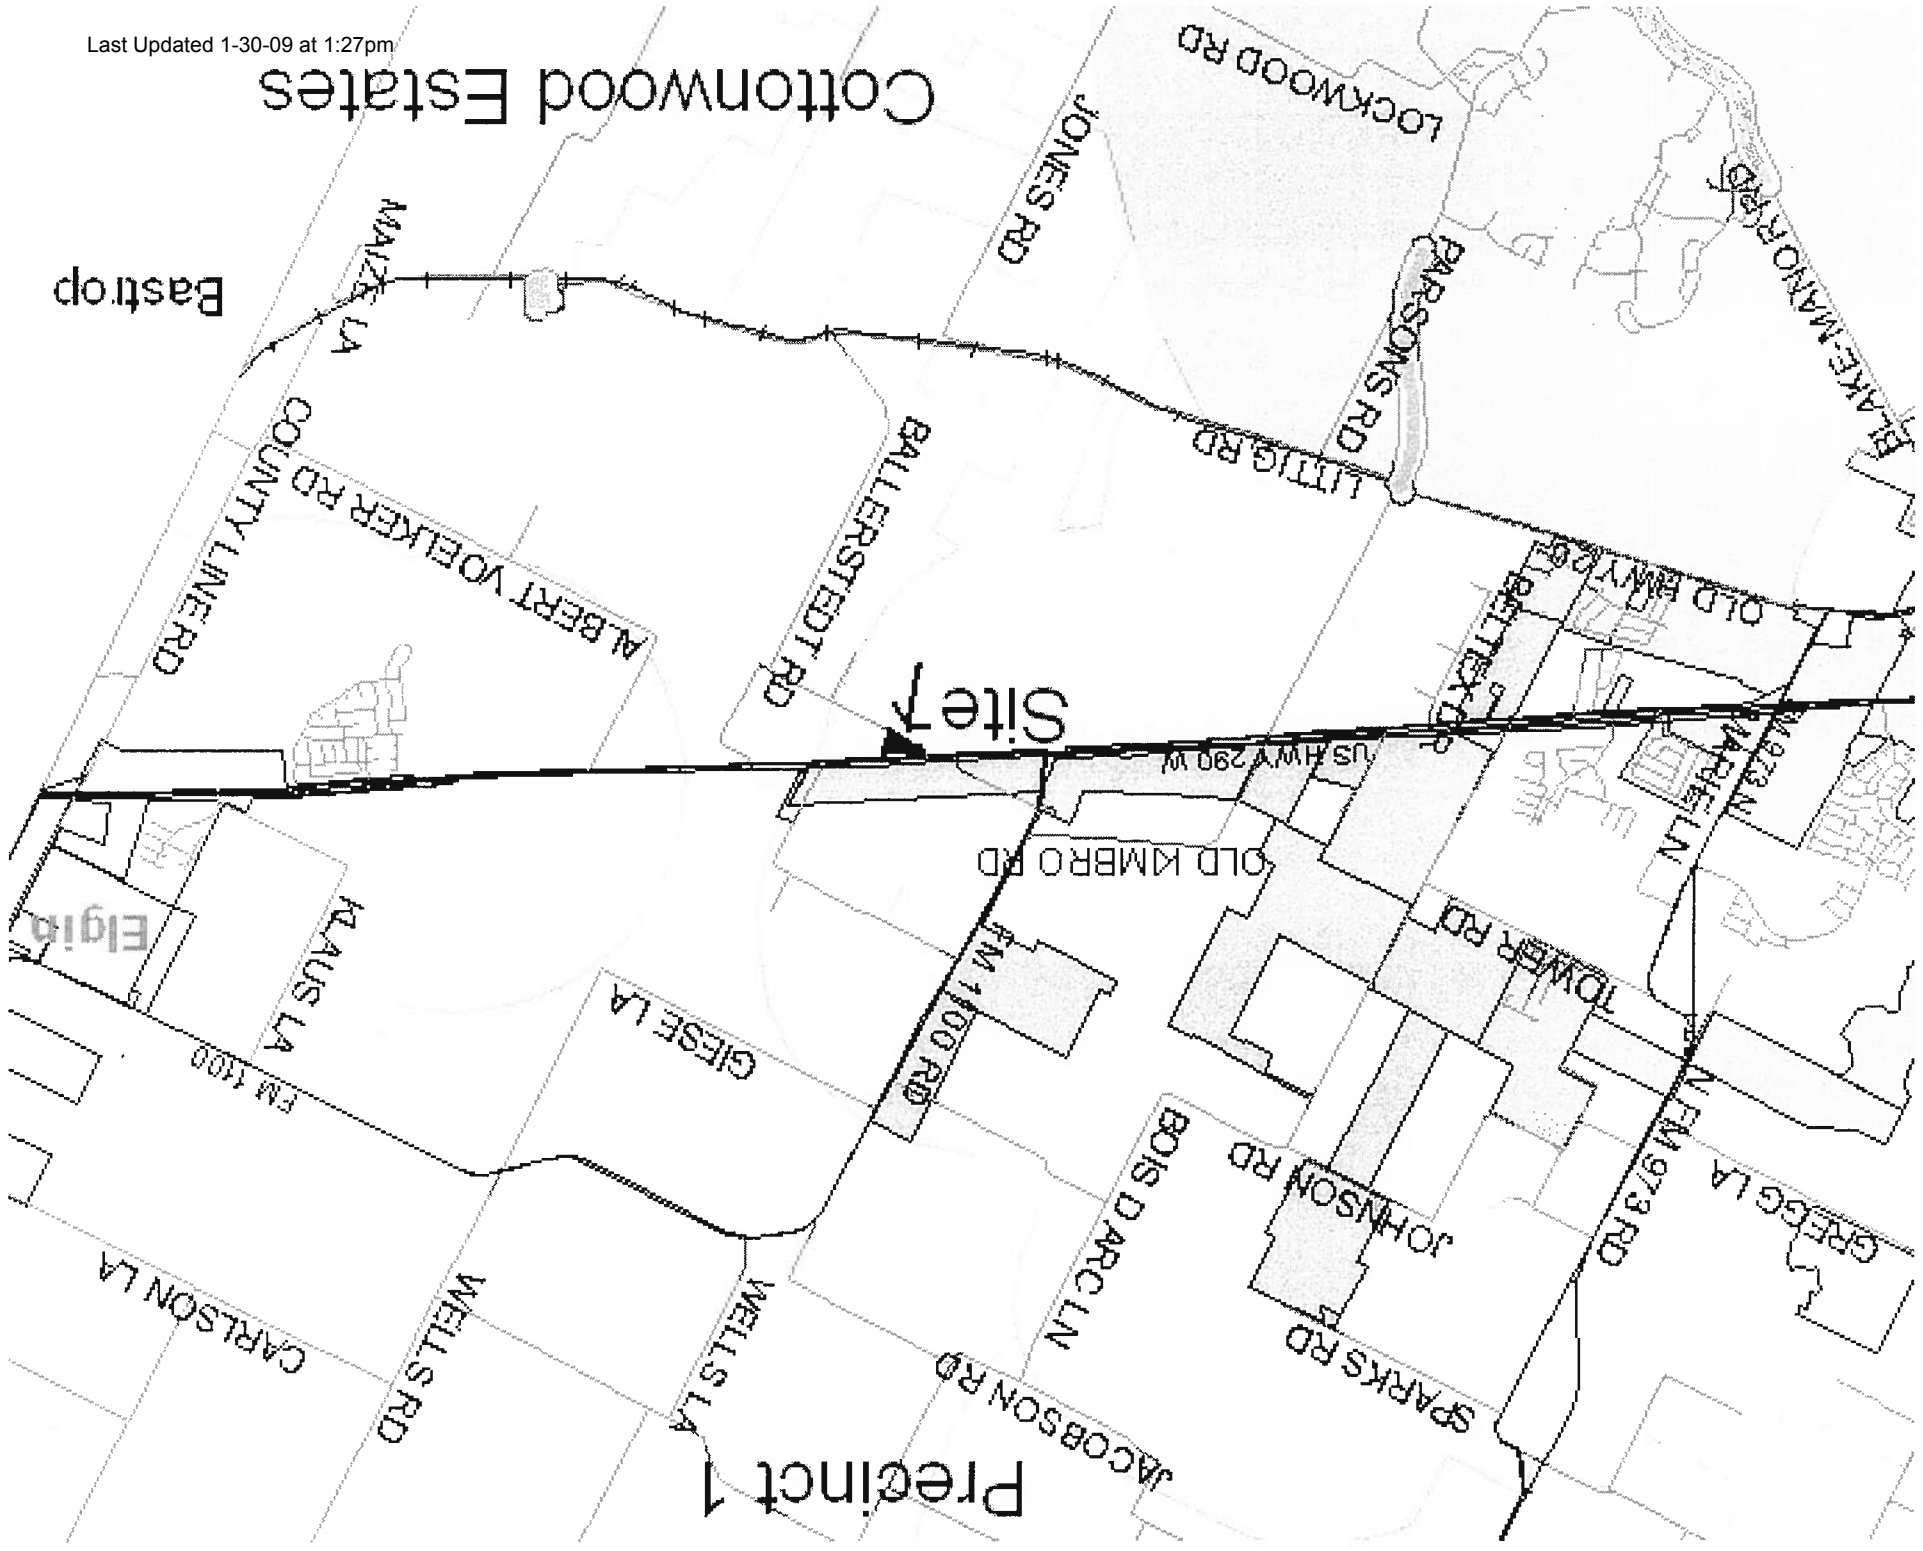 Last Updated 1-30-09 at 1:27pm
Precinct 1
JACOBSON RD
WELLS LA
WELLS RD
CARLSON LA
SPARKS RD
BOIS D ARC LN
JOHNSON RD
GREGG LA
N FM 973 RD
FM 1100
GIESE LA
FM 1100 RD
KLAUS LA
Elgin
TOWER RD
OLD KIMBRO RD
MARIE LN
FM 973 N
US HWY 290 W
Site
BELTEX D
OLD HWY 20
BALLERSTEDT RD
ALBERT VOELKER RD
COUNTY LINE RD
LITTIG RD
PARSONS RD
BLAKE-MANOR RD
MANZ LA
Bastrop
JONES RD
LOCKWOOD RD
Cottonwood Estates